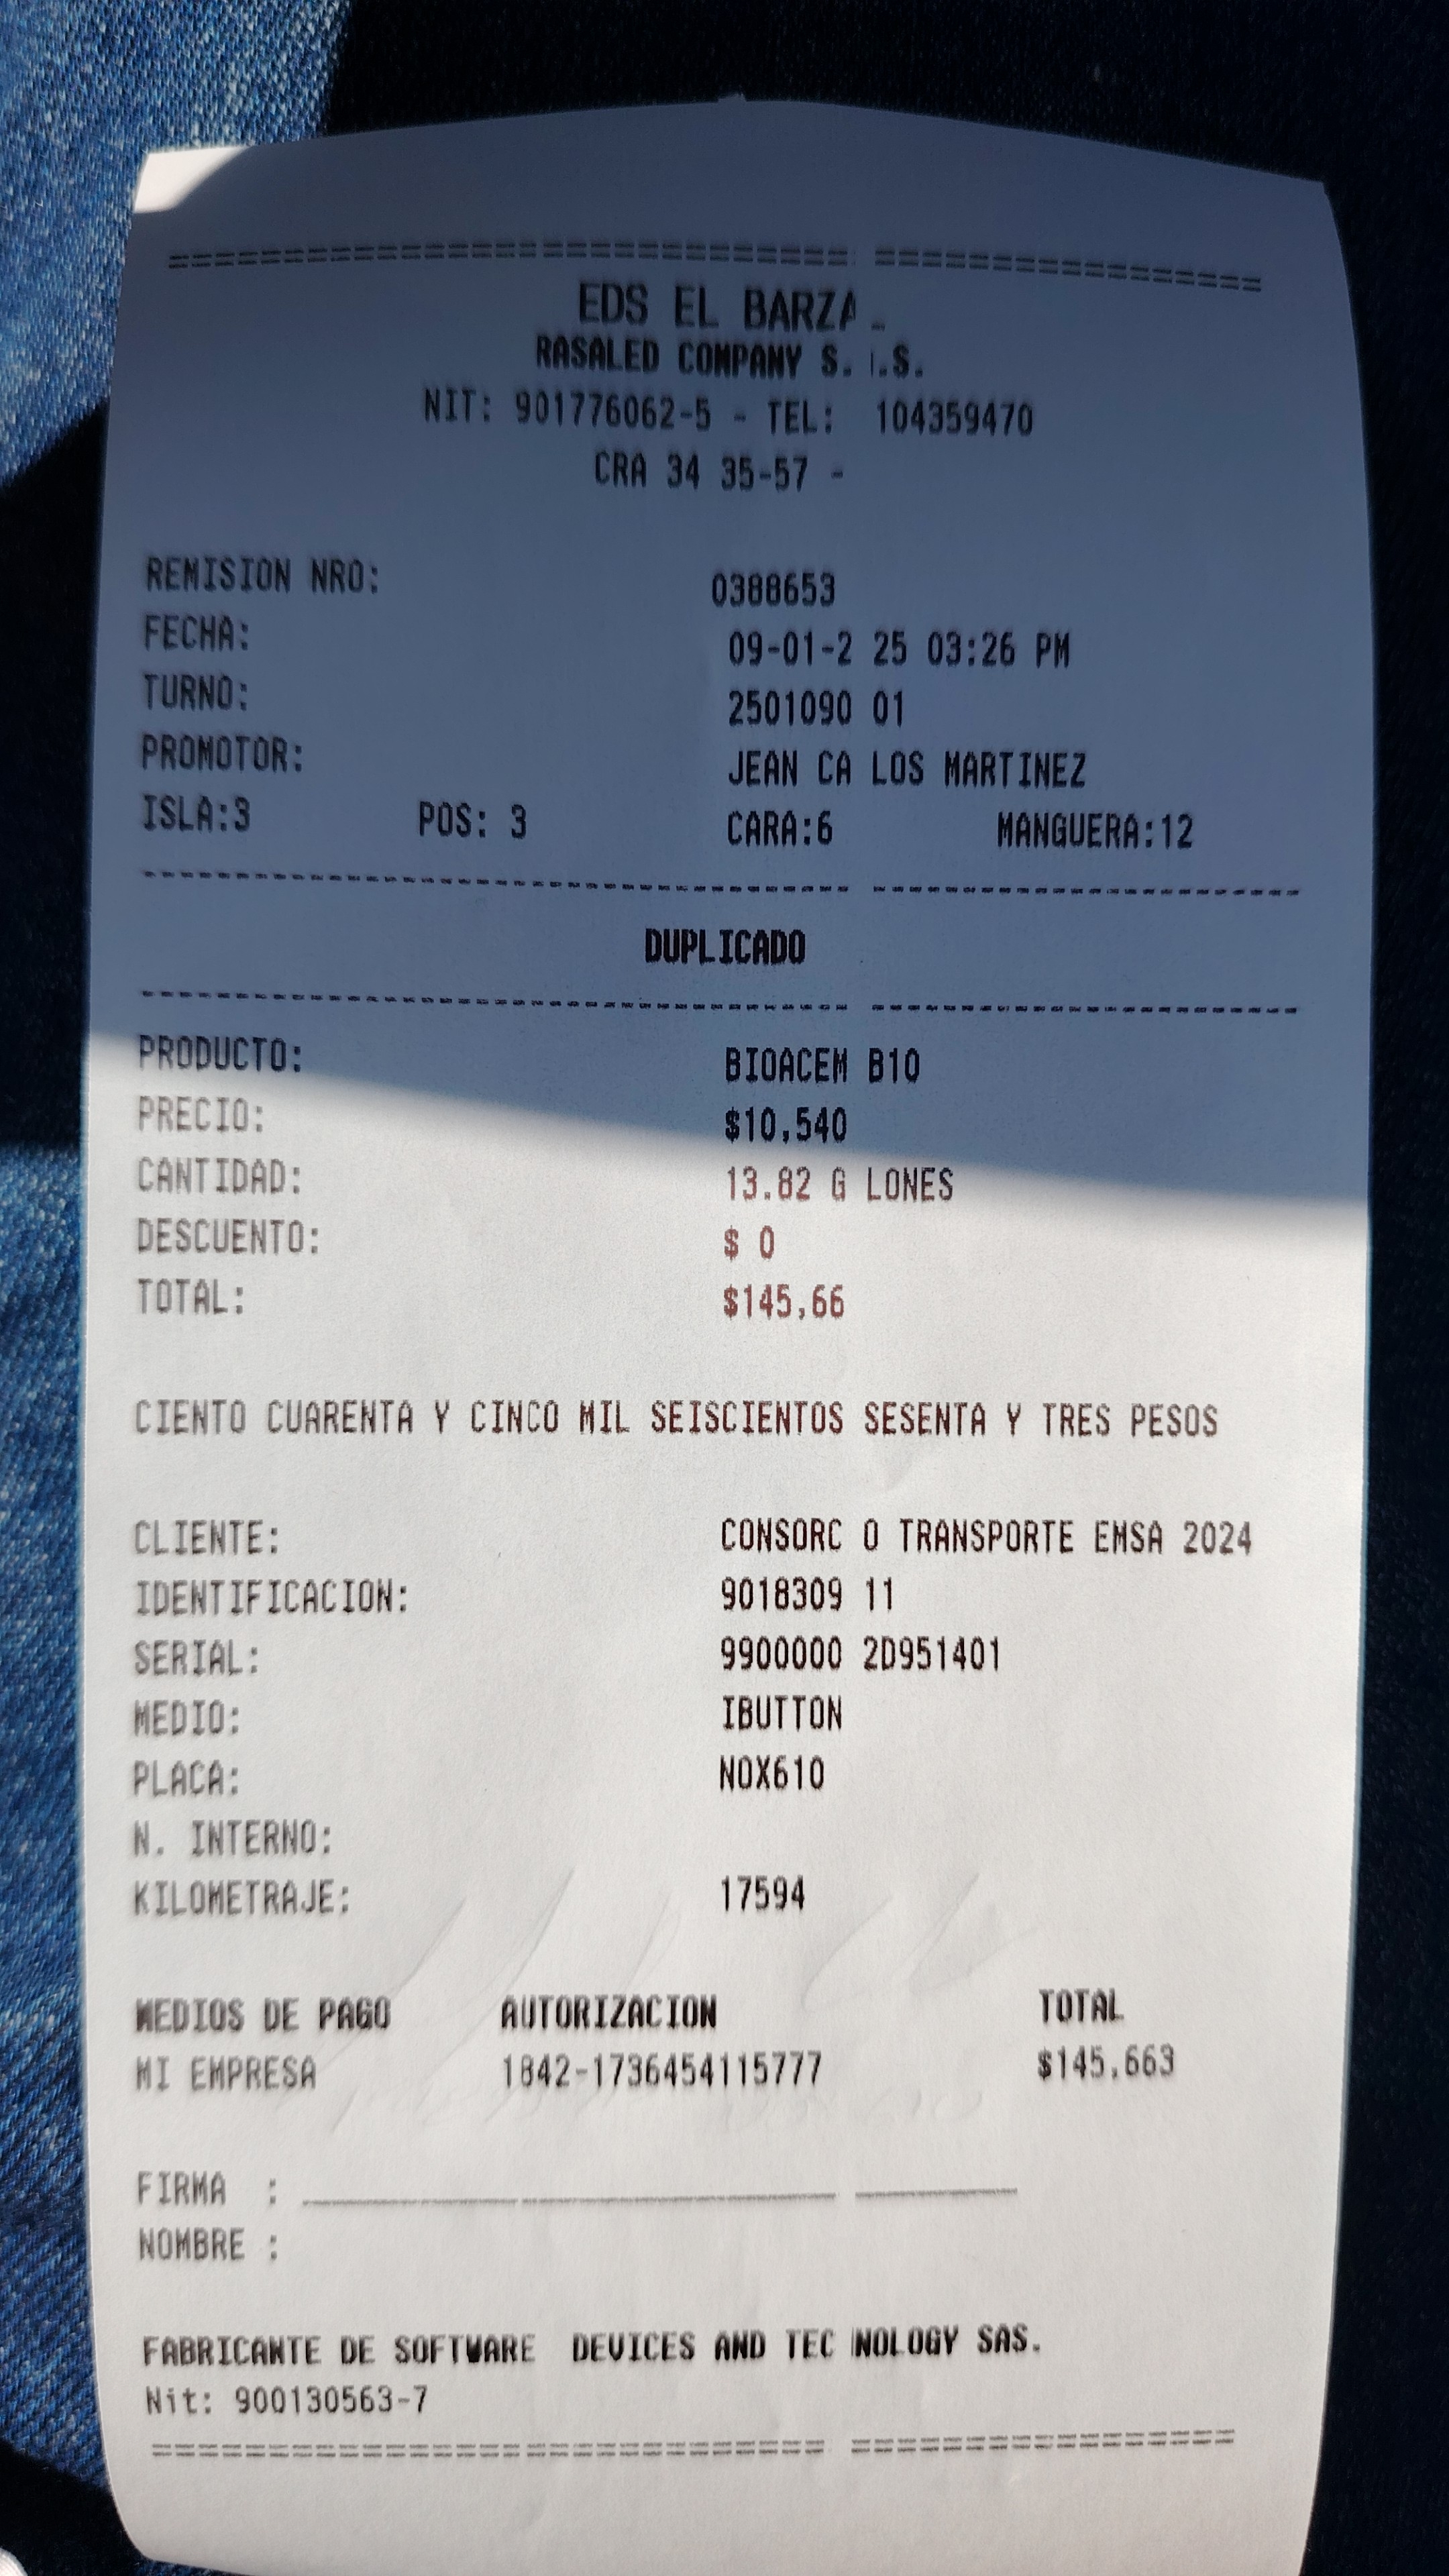 ================================ ======================
EDS EL BARZA
RASALED COMPANY S. .S.
NIT: 901776062-5 - TEL: 104359470
CRA 34 35-57 -
REMISION NRO: 0388653
FECHA: 09-01-2 25 03:26 PM
TURNO: 2501090 01
PROMOTOR: JEAN CA LOS MARTINEZ
ISLA:3 POS: 3 CARA:6 MANGUERA:12
DUPLICADO
PRODUCTO: BIOACEM B10
PRECIO: $10,540
CANTIDAD: 13.82 G LONES
DESCUENTO: $ 0
TOTAL: $145,66
CIENTO CUARENTA Y CINCO MIL SEISCIENTOS SESENTA Y TRES PESOS
CLIENTE: CONSORC O TRANSPORTE EMSA 2024
IDENTIFICACION: 9018309 11
SERIAL: 9900000 2D951401
MEDIO: IBUTTON
PLACA: NOX610
N. INTERNO:
KILOMETRAJE: 17594
MEDIOS DE PAGO AUTORIZACION TOTAL
MI EMPRESA 1842-1736454115777 $145,663
FIRMA :
NOMBRE :
FABRICANTE DE SOFTWARE DEVICES AND TEC NOLOGY SAS.
Nit: 900130563-7